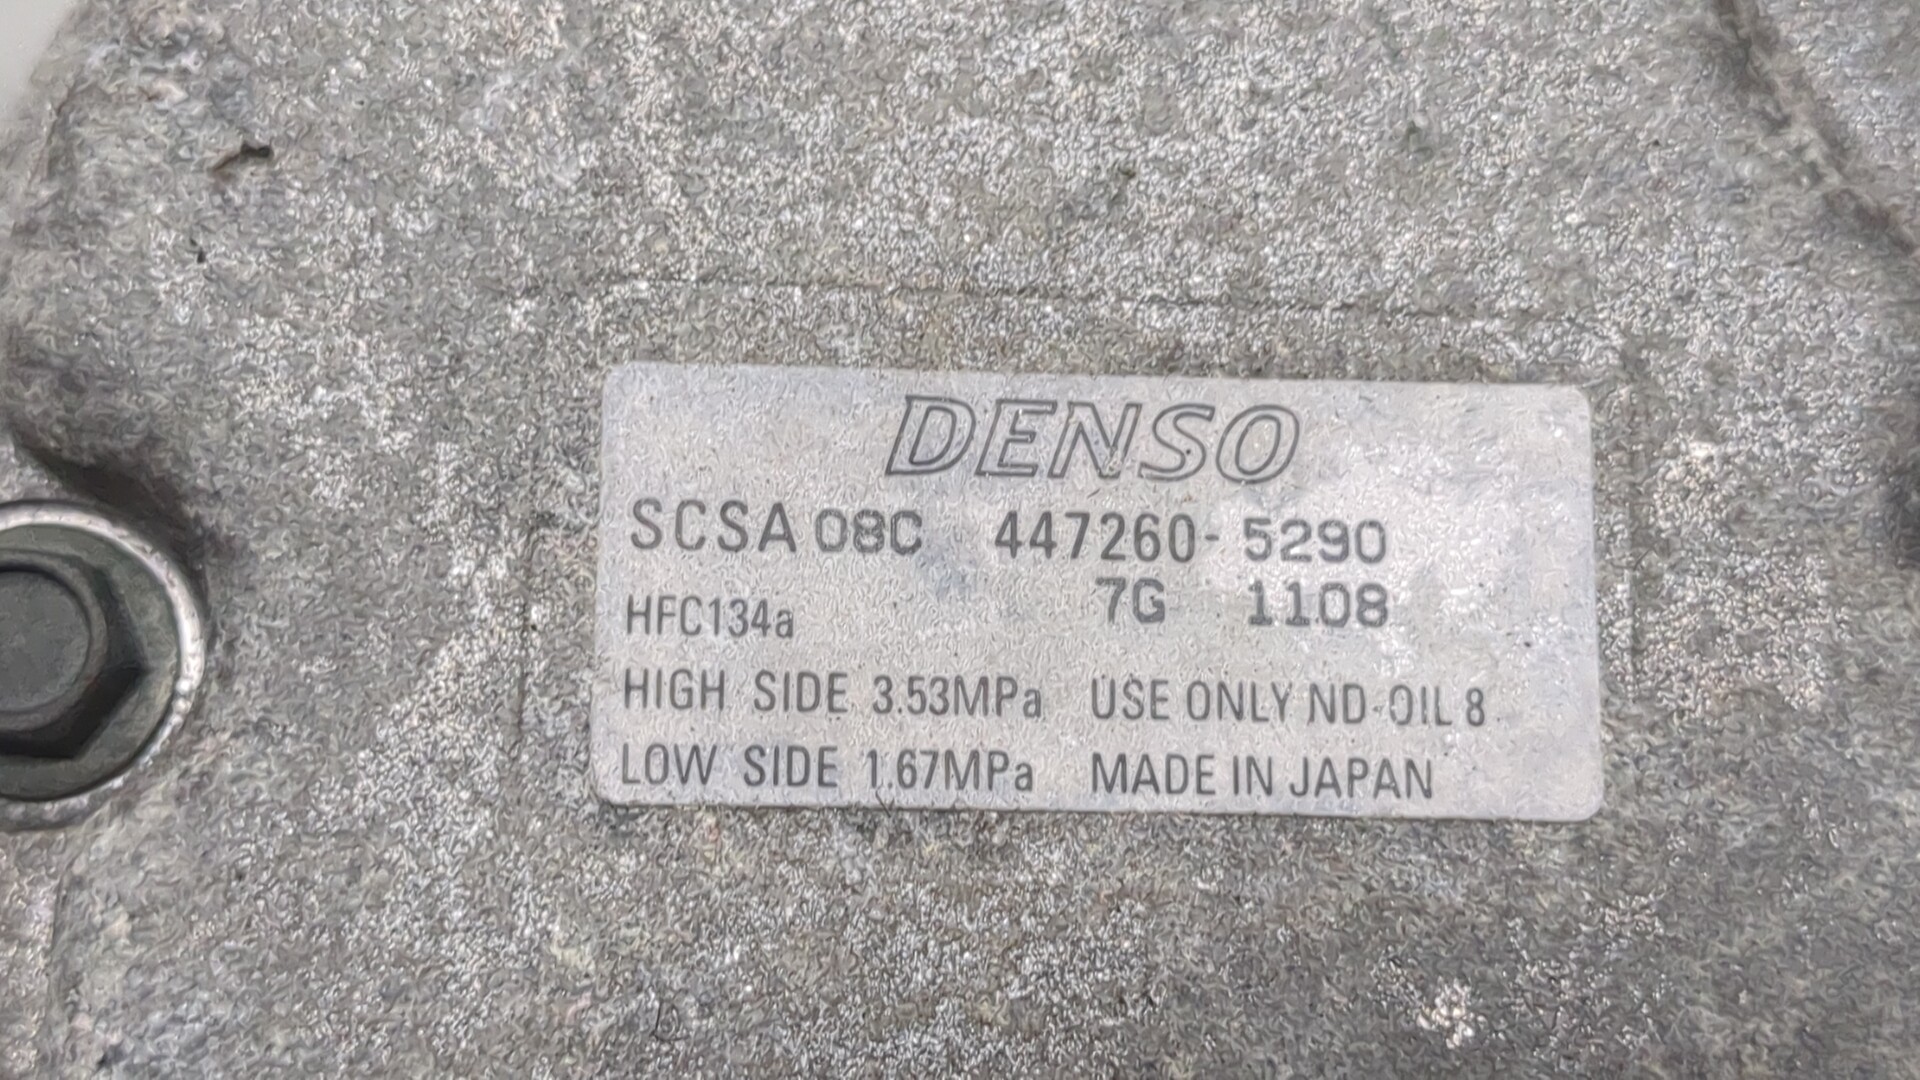 DENSO
SCSA 08C 447260-5290
HFC134a 7G 1108
HIGH SIDE 3.53MPa USE ONLY ND-OIL 8
LOW SIDE 1.67MPa MADE IN JAPAN